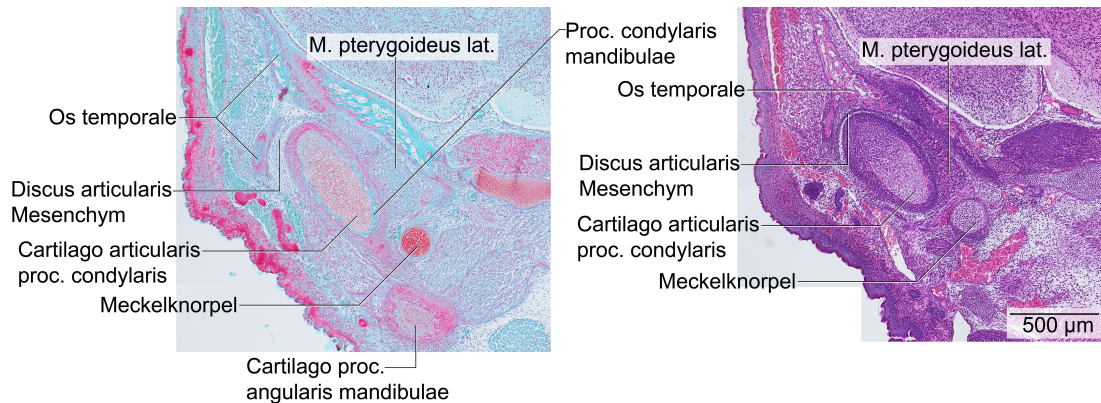 M. pterygoideus lat.
Proc. condylaris
mandibulae
Os temporale
Discus articularis
Mesenchym
Cartilago articularis
proc. condylaris
Meckelknorpel
Cartilago proc.
angularis mandibulae
M. pterygoideus lat.
Os temporale
Discus articularis
Mesenchym
Cartilago articularis
proc. condylaris
Meckelknorpel
500 µm